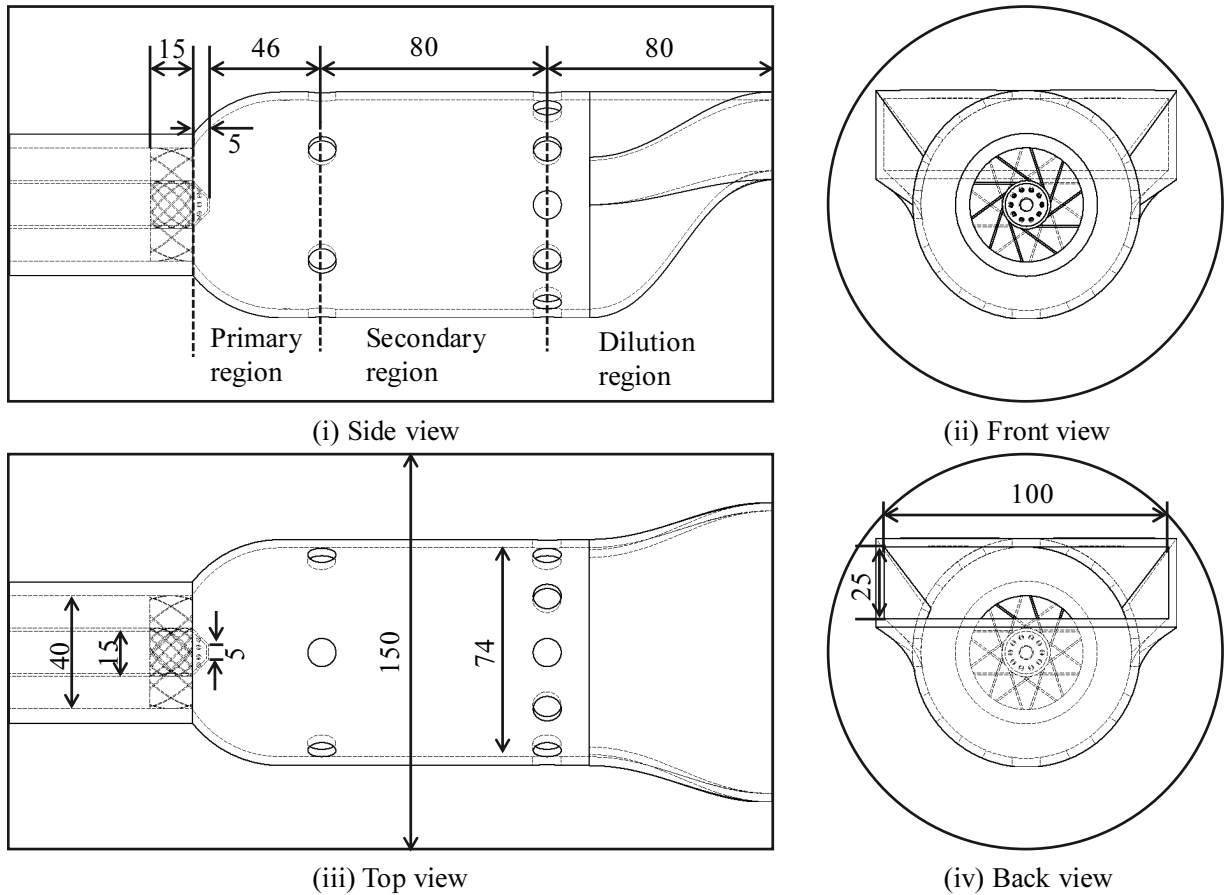 15
46
80
80
5
Primary
region
Secondary
region
Dilution
region
(i) Side view
(ii) Front view
40
15
5
150
74
(iii) Top view
100
25
(iv) Back view